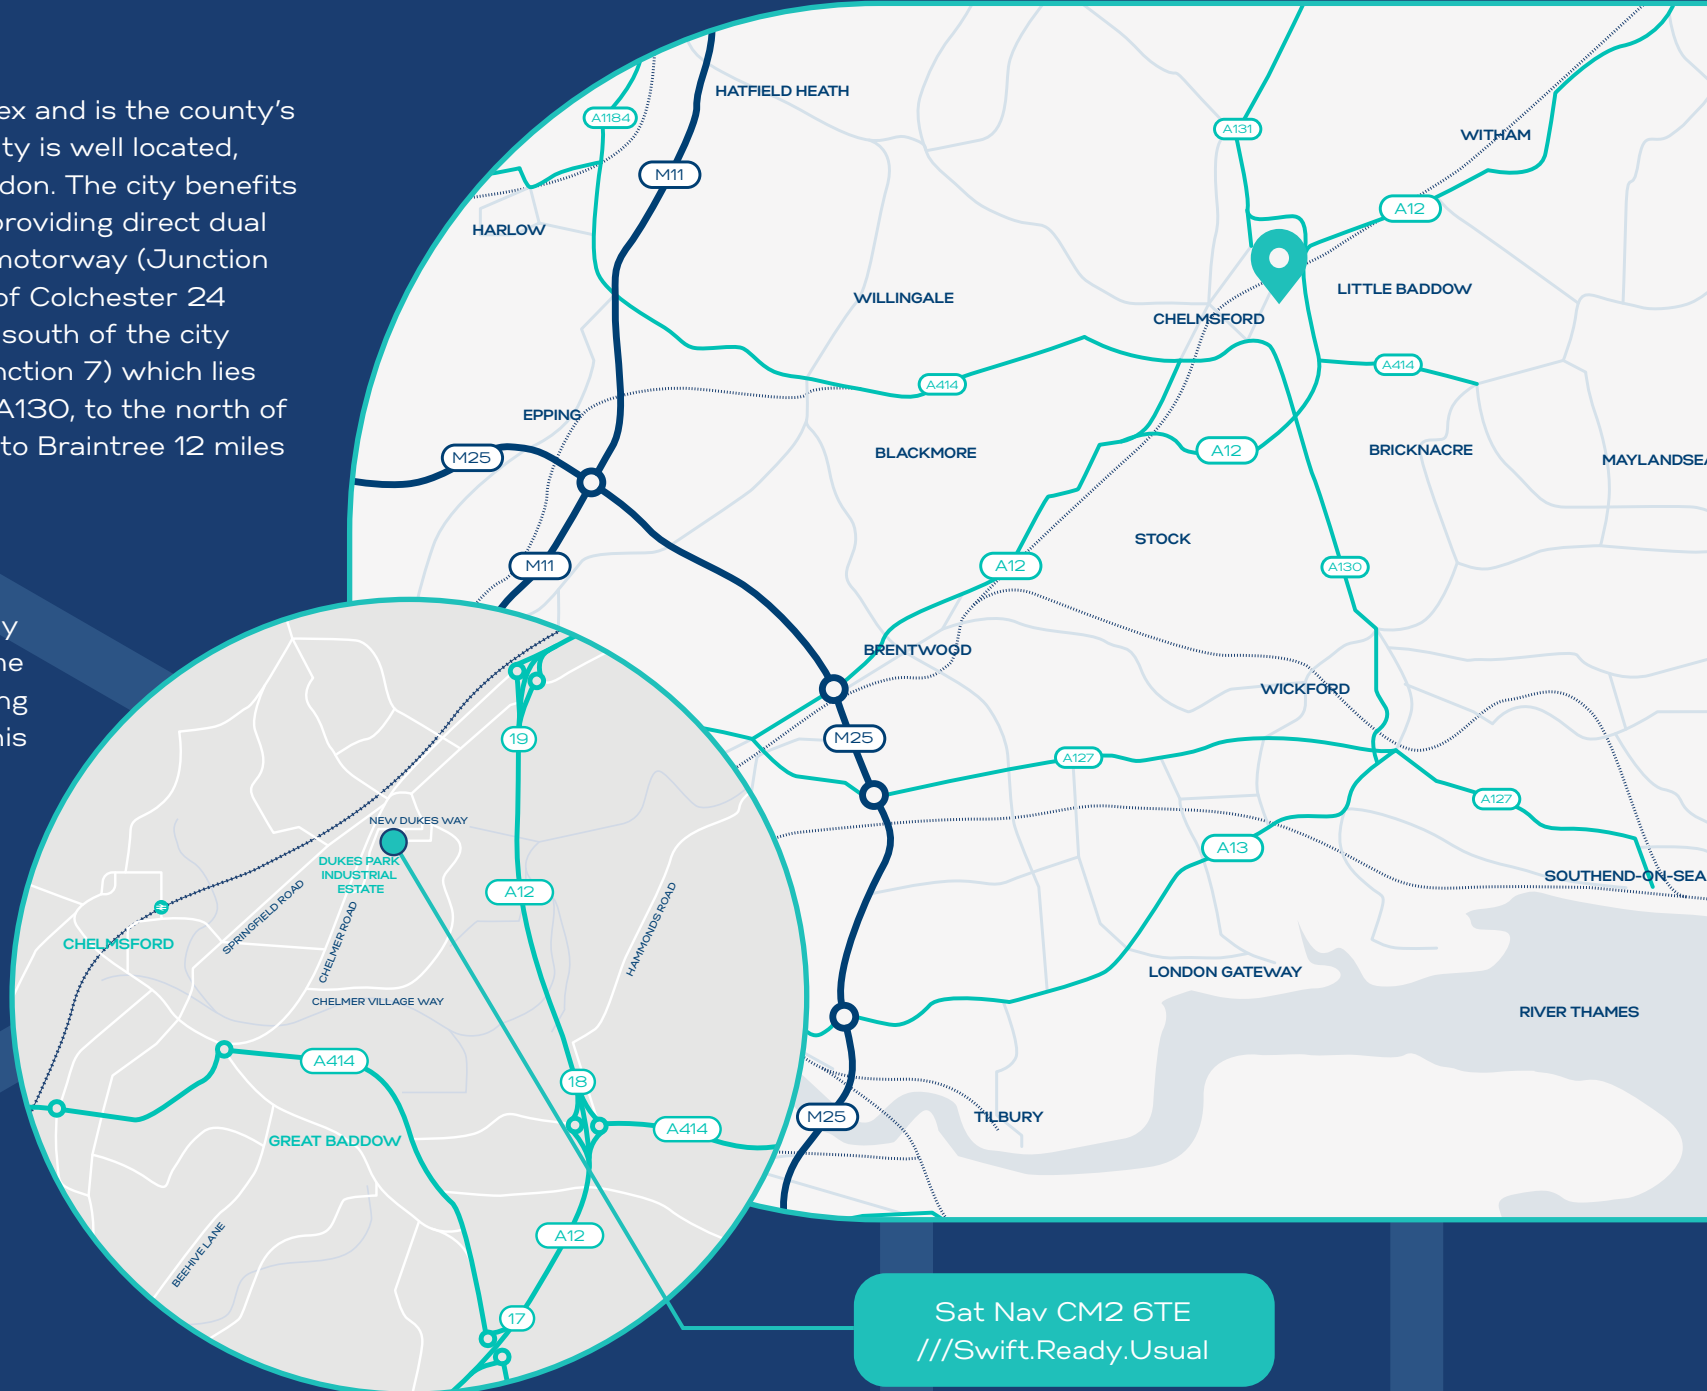 ex and is the county's
ty is well located,
don. The city benefits
providing direct dual
motorway (Junction
of Colchester 24
south of the city
nction 7) which lies
A130, to the north of
to Braintree 12 miles
y
ne
ng
his
HATFIELD HEATH
A1184
A131
WITHAM
M11
A12
HARLOW
LITTLE BADDOW
WILLINGALE
CHELMSFORD
A414
A414
EPPING
M25
BLACKMORE
A12
BRICKNACRE
MAYLANDSEA
STOCK
M11
A12
A130
BRENTWOOD
WICKFORD
M25
A127
A127
A13
SOUTHEND-ON-SEA
LONDON GATEWAY
RIVER THAMES
M25
TILBURY
19
NEW DUKES WAY
DUKES PARK
INDUSTRIAL
ESTATE
A12
SPRINGFIELD ROAD
CHELMER ROAD
HAMMONDS ROAD
CHELMSFORD
CHELMER VILLAGE WAY
A414
18
A414
GREAT BADDOW
A12
BEEHIVE LANE
17
Sat Nav CM2 6TE
///Swift.Ready.Usual